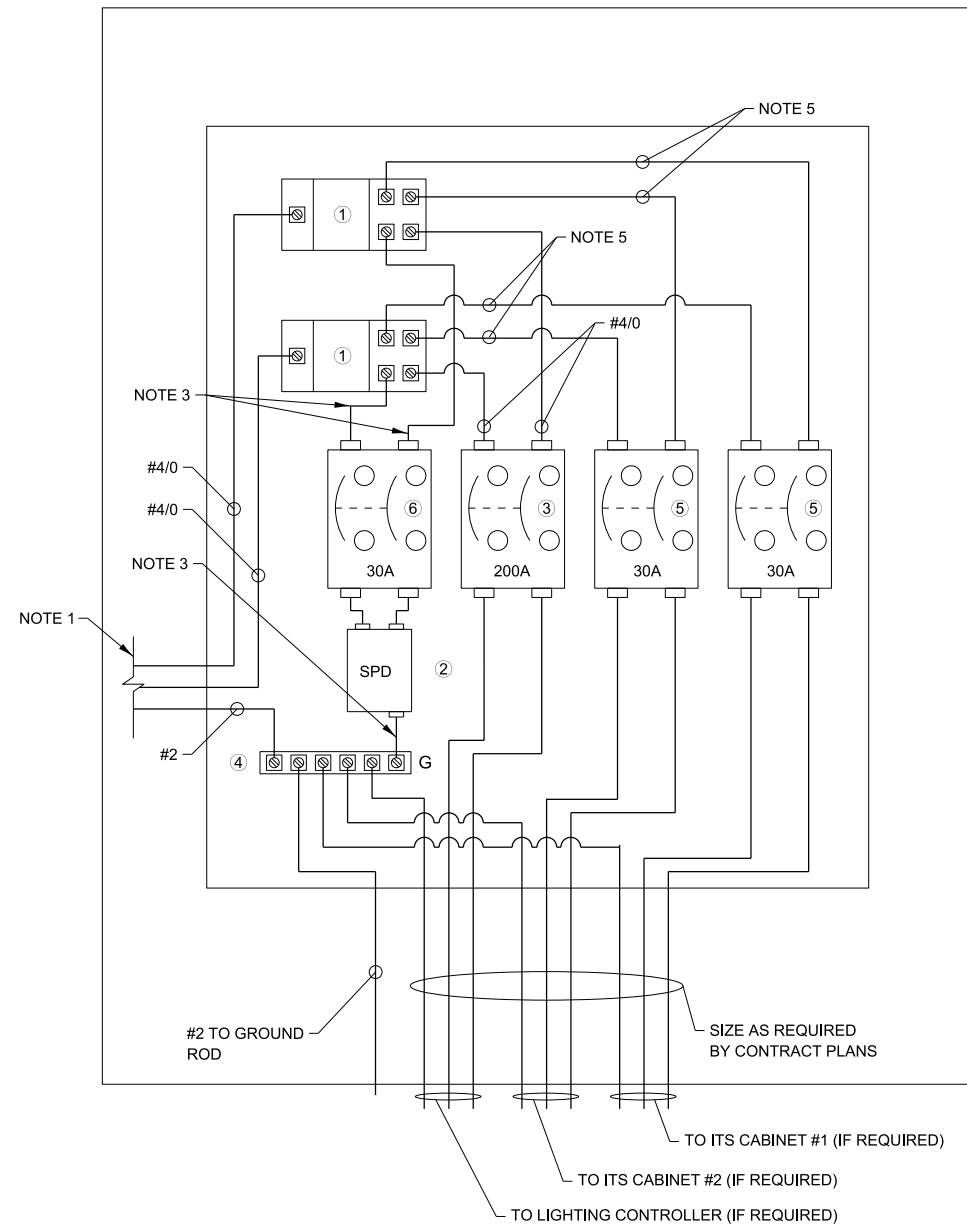 NOTE 5
①
NOTE 5
#4/0
①
NOTE 3
#4/0
#4/0
NOTE 3
⑥
③
⑤
⑤
30A
200A
30A
30A
NOTE 1
SPD
②
#2
④
G
#2 TO GROUND
ROD
SIZE AS REQUIRED
BY CONTRACT PLANS
TO ITS CABINET #1 (IF REQUIRED)
TO ITS CABINET #2 (IF REQUIRED)
TO LIGHTING CONTROLLER (IF REQUIRED)